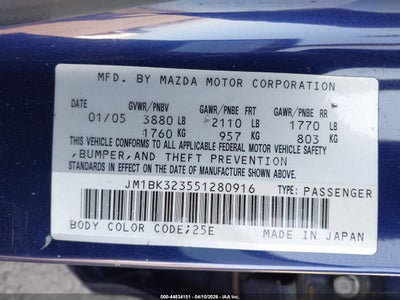 MFD. BY MAZDA MOTOR CORPORATION
GVWR/PNBV GAWR/PNBE FRT GAWR/PNBE RR
01/05 3880 LB 2110 LB 1770 LB
1760 KG 957 KG 803 KG
THIS VEHICLE CONFORMS TO ALL APPLICABLE FEDERAL MOTOR VEHICLE SAFETY
,BUMPER,AND THEFT PREVENTION
STANDARDS IN EFFECT ON THE DATE OF MANUFACTURE SHOWN ABOVE.
JM1BK323551280916 TYPE: PASSENGER
BODY COLOR CODE;25E MADE IN JAPAN
000-44834151 - 04/10/2026 - www.iaai.com